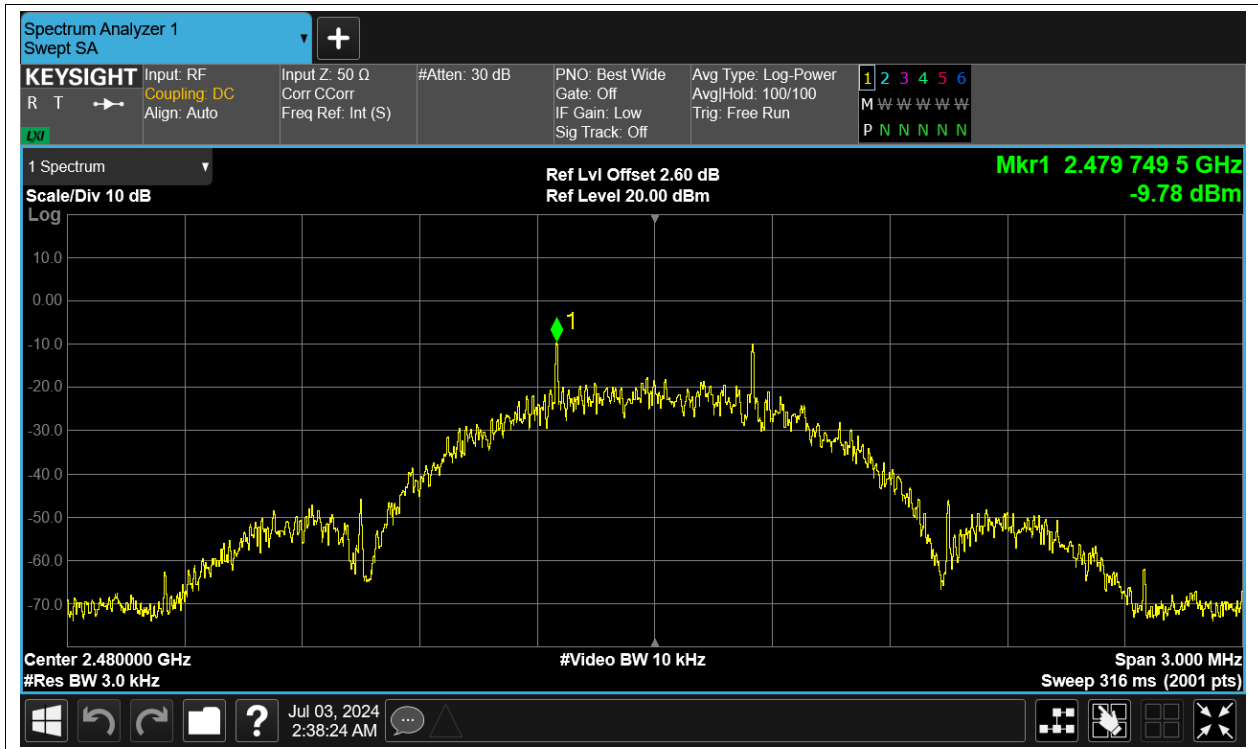 Spectrum Analyzer 1
Swept SA
+
KEYSIGHT
R T
LXI
Input: RF
Coupling: DC
Align: Auto
Input Z: 50 Ω
Corr CCorr
Freq Ref: Int (S)
#Atten: 30 dB
PNO: Best Wide
Gate: Off
IF Gain: Low
Sig Track: Off
Avg Type: Log-Power
Avg|Hold: 100/100
Trig: Free Run
1 2 3 4 5 6
M W W W W W
P N N N N N
1 Spectrum
Scale/Div 10 dB
Log
Ref Lvl Offset 2.60 dB
Ref Level 20.00 dBm
Mkr1 2.479 749 5 GHz
-9.78 dBm
10.0
0.00
-10.0
-20.0
-30.0
-40.0
-50.0
-60.0
-70.0
1
Center 2.480000 GHz
#Res BW 3.0 kHz
#Video BW 10 kHz
Span 3.000 MHz
Sweep 316 ms (2001 pts)
?
Jul 03, 2024
2:38:24 AM